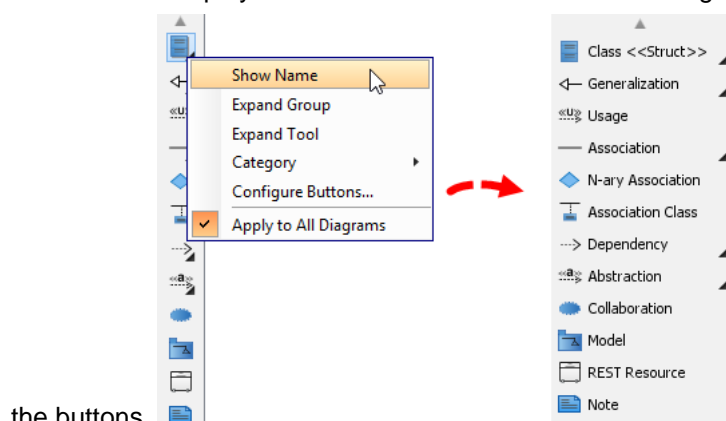 Show Name
Expand Group
Expand Tool
Category
Configure Buttons...
Apply to All Diagrams
«U»
«a»
Class <<Struct>>
Generalization
«U» Usage
Association
N-ary Association
Association Class
Dependency
«a» Abstraction
Collaboration
Model
REST Resource
Note
the buttons